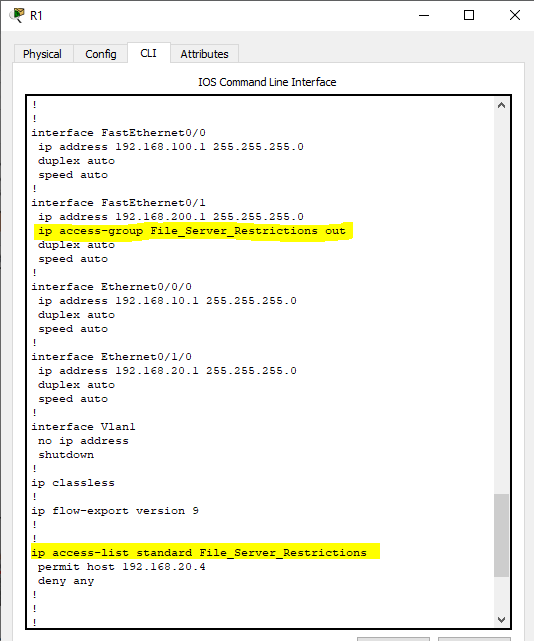 R1
Physical Config CLI Attributes
IOS Command Line Interface
!
!
interface FastEthernet0/0
ip address 192.168.100.1 255.255.255.0
duplex auto
speed auto
!
interface FastEthernet0/1
ip address 192.168.200.1 255.255.255.0
ip access-group File_Server_Restrictions out
duplex auto
speed auto
!
interface Ethernet0/0/0
ip address 192.168.10.1 255.255.255.0
duplex auto
speed auto
!
interface Ethernet0/1/0
ip address 192.168.20.1 255.255.255.0
duplex auto
speed auto
!
interface Vlan1
no ip address
shutdown
!
ip classless
!
ip flow-export version 9
!
!
ip access-list standard File_Server_Restrictions
permit host 192.168.20.4
deny any
!
!
!